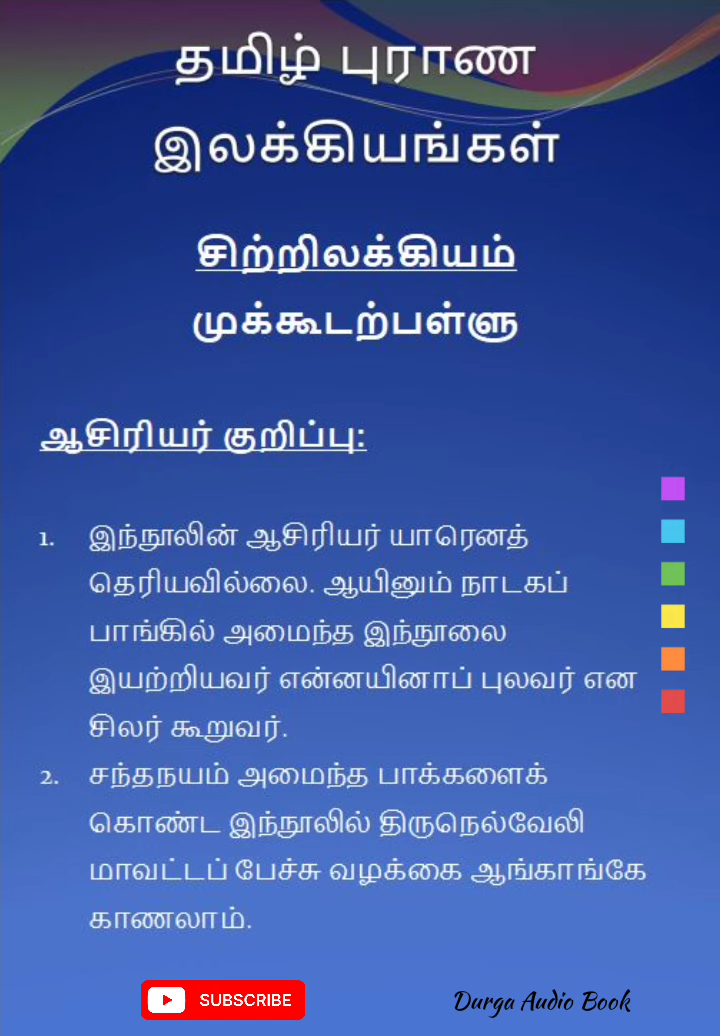 தமிழ் புராண
இலக்கியங்கள்
சிற்றிலக்கியம்
முக்கூடற்பள்ளு
ஆசிரியர் குறிப்பு:
1. இந்நூலின் ஆசிரியர் யாரெனத்
தெரியவில்லை. ஆயினும் நாடகப்
பாங்கில் அமைந்த இந்நூலை
இயற்றியவர் என்னயினாப் புலவர் என
சிலர் கூறுவர்.
2. சந்தநயம் அமைந்த பாக்களைக்
கொண்ட இந்நூலில் திருநெல்வேலி
மாவட்டப் பேச்சு வழக்கை ஆங்காங்கே
காணலாம்.
SUBSCRIBE
Durga Audio Book